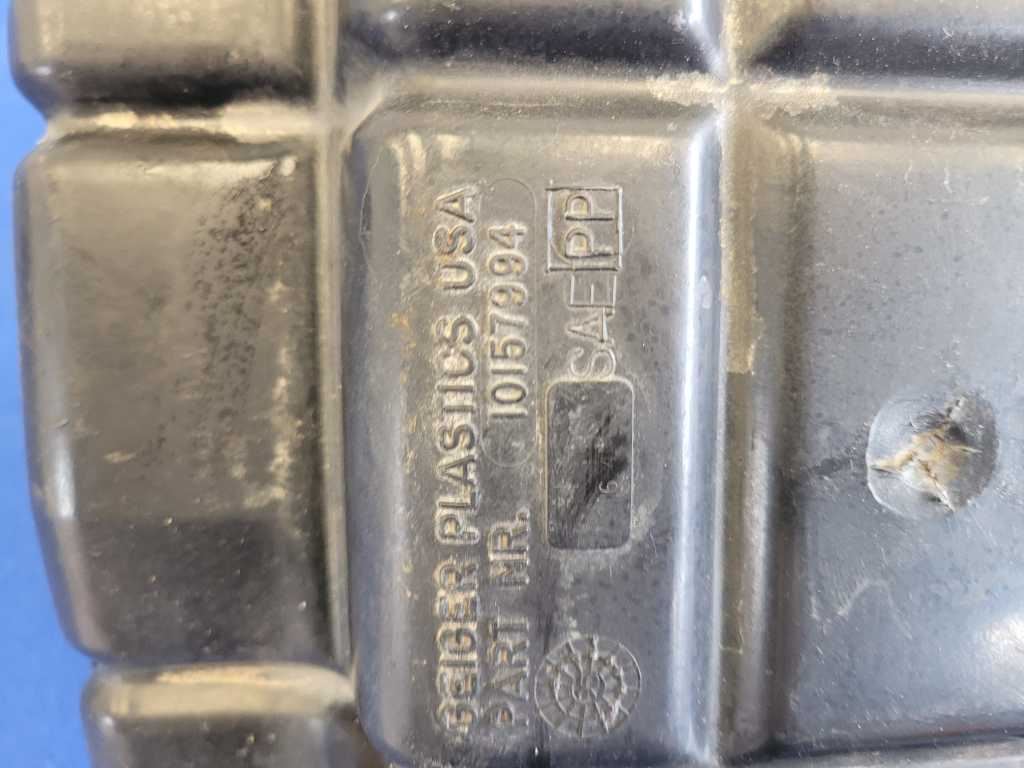 GEIGER PLASTICS USA
PART NR. 10157994
SAE PP